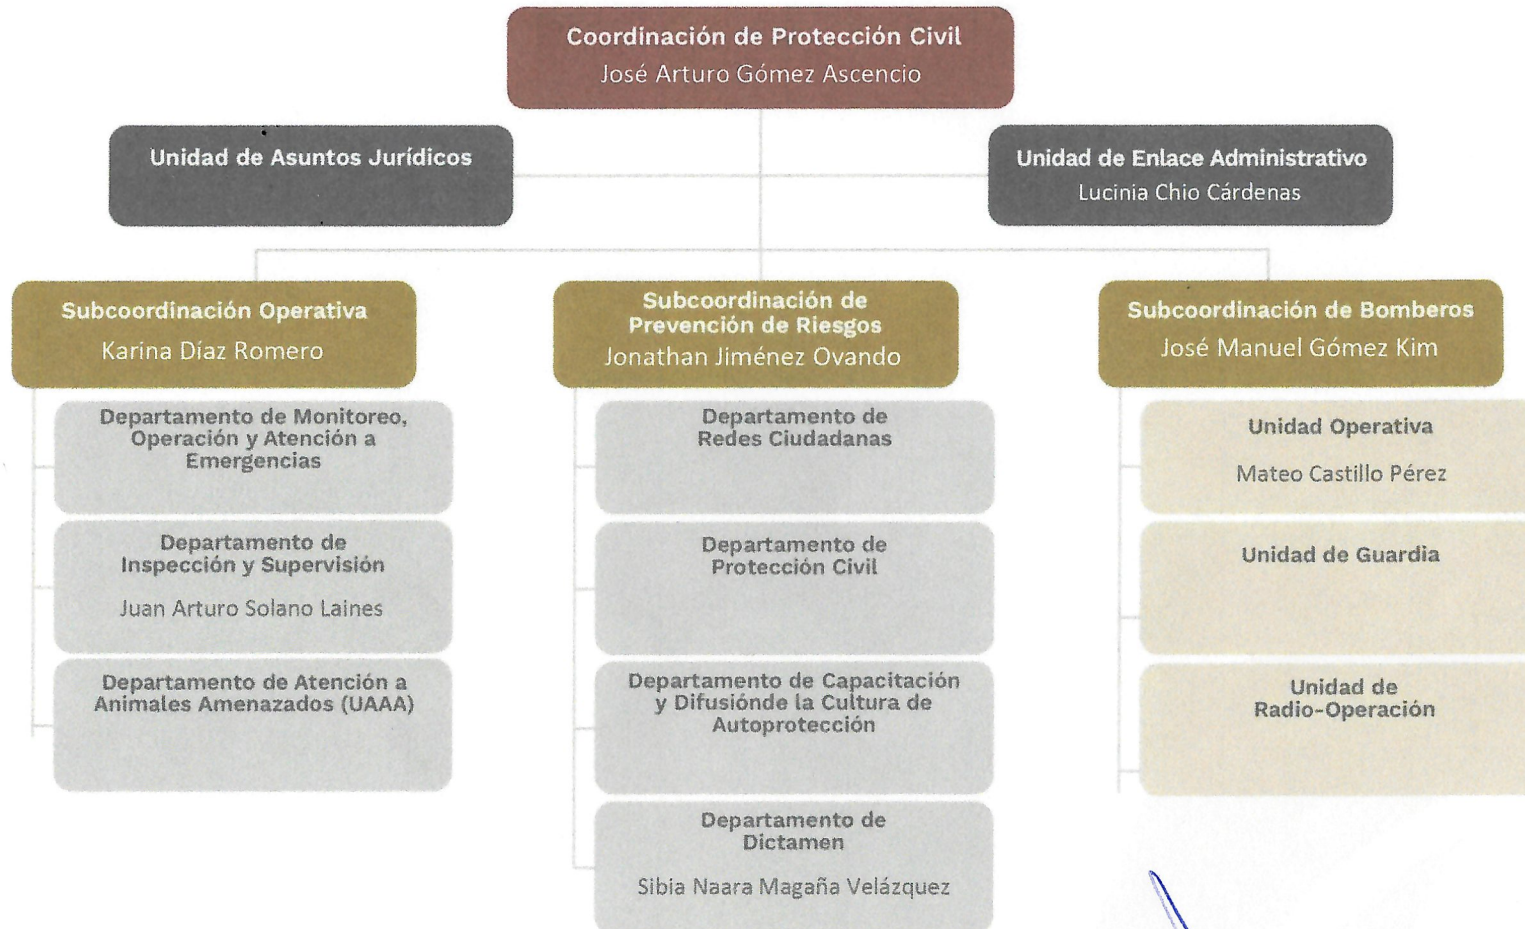 Coordinación de Protección Civil
José Arturo Gómez Ascencio
Unidad de Asuntos Jurídicos
Unidad de Enlace Administrativo
Lucinia Chio Cárdenas
Subcoordinación Operativa
Karina Díaz Romero
Departamento de Monitoreo,
Operación y Atención a
Emergencias
Departamento de
Inspección y Supervisión
Juan Arturo Solano Laines
Departamento de Atención a
Animales Amenazados (UAAA)
Subcoordinación de
Prevención de Riesgos
Jonathan Jiménez Ovando
Departamento de
Redes Ciudadanas
Departamento de
Protección Civil
Departamento de Capacitación
y Difusiónde la Cultura de
Autoprotección
Departamento de
Dictamen
Sibia Naara Magaña Velázquez
Subcoordinación de Bomberos
José Manuel Gómez Kim
Unidad Operativa
Mateo Castillo Pérez
Unidad de Guardia
Unidad de
Radio-Operación